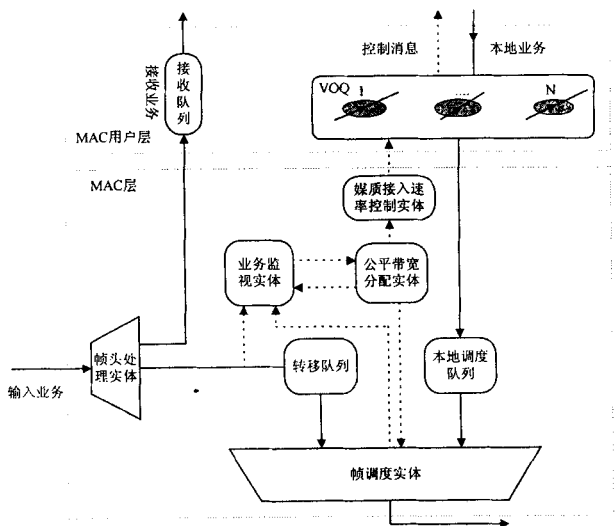 控制消息
本地业务
接收业务
接收队列
VOQ
1
....
N
MAC用户层
MAC层
媒质接入速
率控制实体
业务监
视实体
公平带宽
分配实体
帧头处
理实体
输入业务
转移队列
本地调度
队列
帧调度实体